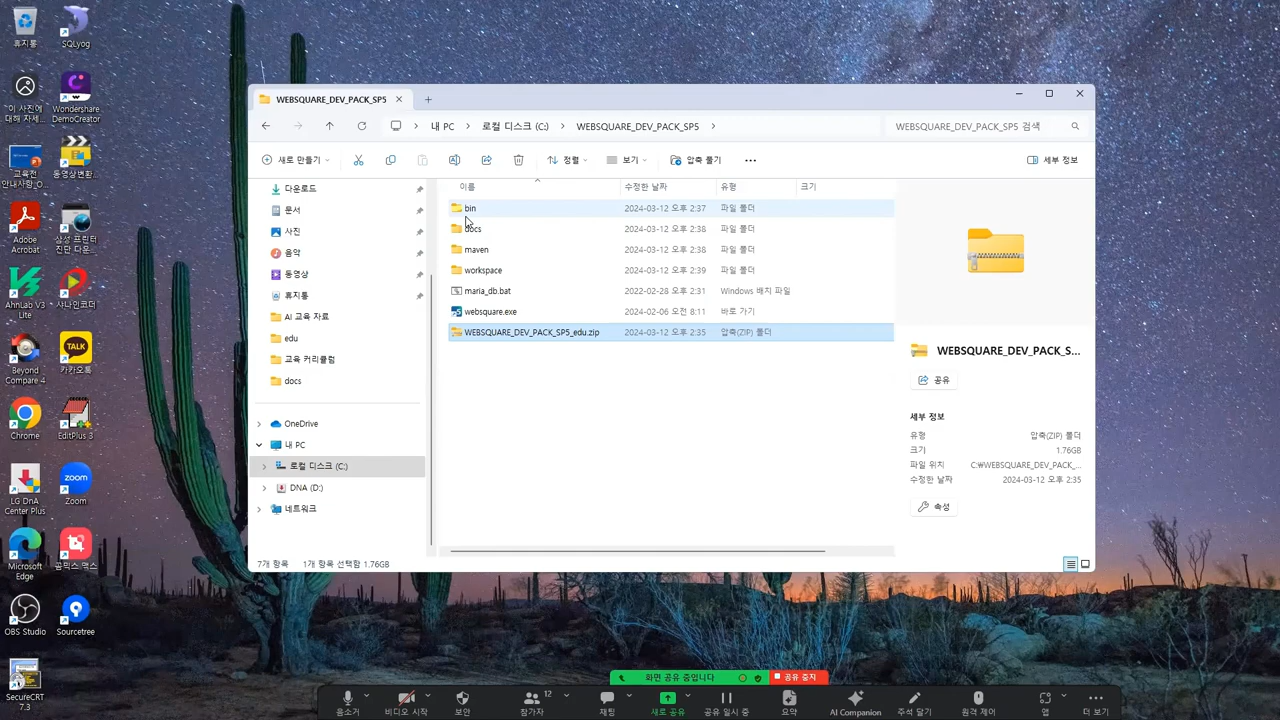 휴지통
SQLyog
이 사진에
대해 자세...
Wondershare
DemoCreator
교육전
안내사항_O...
동영상변환...
Adobe
Acrobat
삼성 프린터
진단 다운...
AhnLab V3
Lite
사나인코더
Beyond
Compare 4
카카오톡
Chrome
EditPlus 3
LG DnA
Center Plus
Zoom
Microsoft
Edge
곰믹스 맥스
OBS Studio
Sourcetree
SecureCRT
7.3
WEBSQUARE_DEV_PACK_SP5
내 PC
로컬 디스크 (C:)
WEBSQUARE_DEV_PACK_SP5
WEBSQUARE_DEV_PACK_SP5 검색
새로 만들기
정렬
보기
압축 풀기
세부 정보
다운로드
문서
사진
음악
동영상
휴지통
AI 교육 자료
edu
교육 커리큘럼
docs
OneDrive
내 PC
로컬 디스크 (C:)
DNA (D:)
네트워크
이름 수정한 날짜 유형 크기
bin 2024-03-12 오후 2:37 파일 폴더
docs 2024-03-12 오후 2:38 파일 폴더
maven 2024-03-12 오후 2:38 파일 폴더
workspace 2024-03-12 오후 2:39 파일 폴더
maria_db.bat 2022-02-28 오후 2:31 Windows 배치 파일
websquare.exe 2024-02-06 오전 8:11 바로 가기
WEBSQUARE_DEV_PACK_SP5_edu.zip 2024-03-12 오후 2:35 압축(ZIP) 폴더
WEBSQUARE_DEV_PACK_S...
공유
세부 정보
유형 압축(ZIP) 폴더
크기 1.76GB
파일 위치 C:\WEBSQUARE_DEV_PACK_...
수정한 날짜 2024-03-12 오후 2:35
속성
7개 항목 1개 항목 선택함 1.76GB
화면 공유 중입니다 공유 중지
음소거
비디오 시작
보안
참가자 12
채팅
새로 공유
공유 일시 중
요약
AI Companion
주석 달기
원격 제어
앱
더 보기